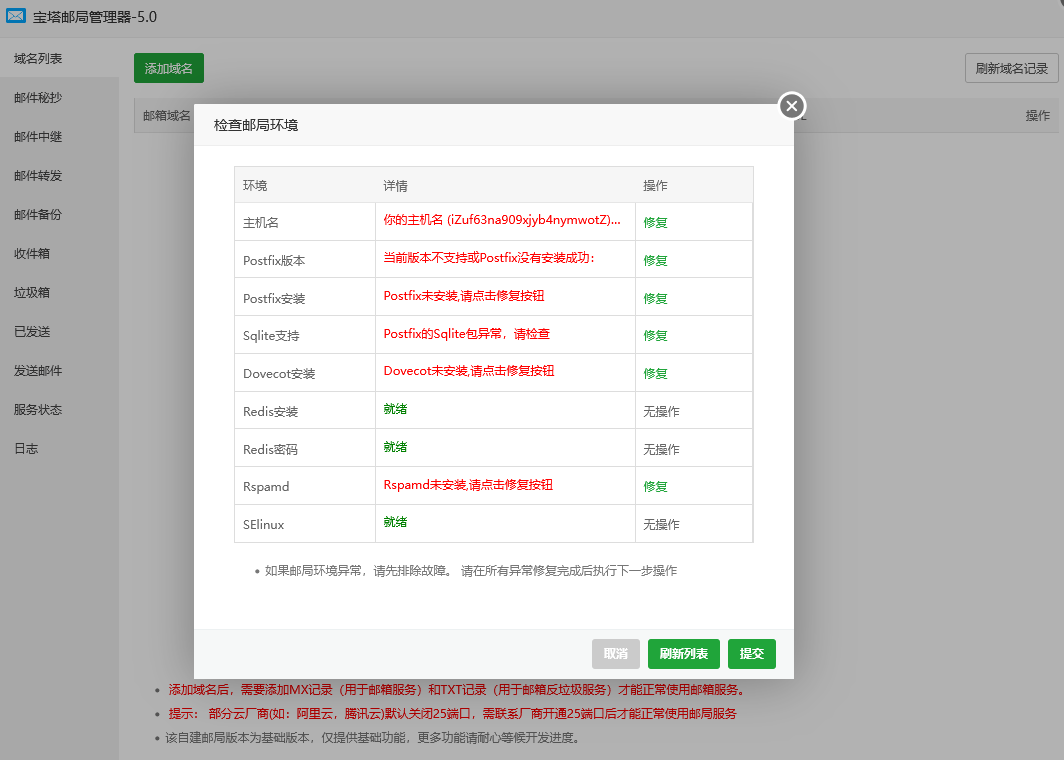 宝塔邮局管理器-5.0
域名列表
邮件秘抄
邮件中继
邮件转发
邮件备份
收件箱
垃圾箱
已发送
发送邮件
服务状态
日志
添加域名
刷新域名记录
邮箱域名
操作
检查邮局环境
环境 详情 操作
主机名 你的主机名 (iZuf63na909xjyb4nymwotZ)... 修复
Postfix版本 当前版本不支持或Postfix没有安装成功: 修复
Postfix安装 Postfix未安装,请点击修复按钮 修复
Sqlite支持 Postfix的Sqlite包异常，请检查 修复
Dovecot安装 Dovecot未安装,请点击修复按钮 修复
Redis安装 就绪 无操作
Redis密码 就绪 无操作
Rspamd Rspamd未安装,请点击修复按钮 修复
SElinux 就绪 无操作
• 如果邮局环境异常，请先排除故障。 请在所有异常修复完成后执行下一步操作
取消 刷新列表 提交
• 添加域名后，需要添加MX记录（用于邮箱服务）和TXT记录（用于邮箱反垃圾服务）才能正常使用邮箱服务。
• 提示： 部分云厂商(如：阿里云，腾讯云)默认关闭25端口，需联系厂商开通25端口后才能正常使用邮局服务
• 该自建邮局版本为基础版本，仅提供基础功能，更多功能请耐心等候开发进度。